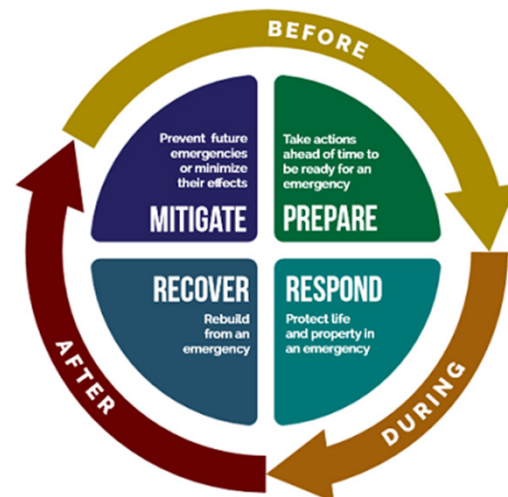 BEFORE
Prevent future
emergencies
or minimize
their effects
MITIGATE
Take actions
ahead of time to
be ready for an
emergency
PREPARE
RECOVER
Rebuild
from an
emergency
RESPOND
Protect life
and property in
an emergency
AFTER
DURING